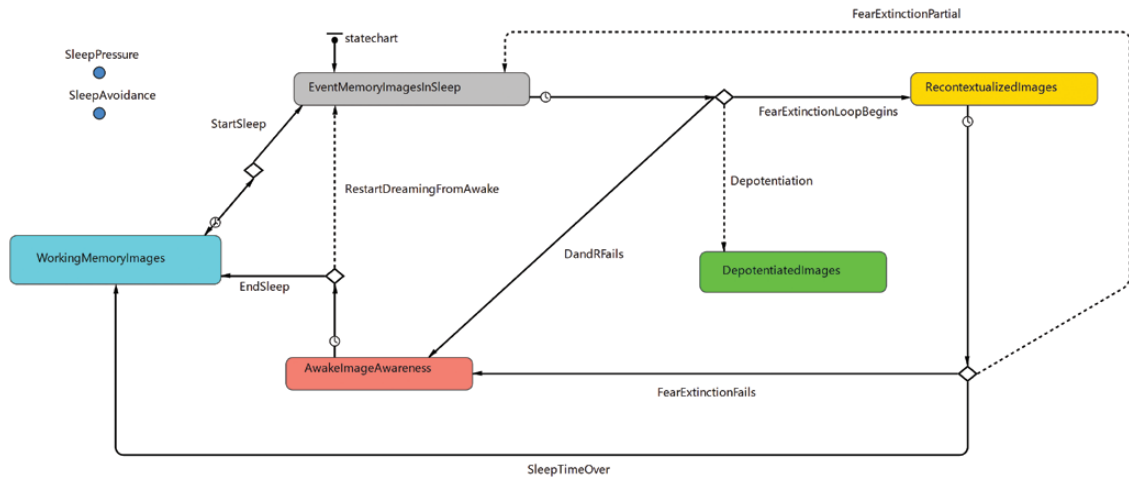 FearExtinctionPartial
statechart
SleepPressure
EventMemoryImagesInSleep
RecontextualizedImages
SleepAvoidance
FearExtinctionLoopBegins
StartSleep
RestartDreamingFromAwake
Depotentiation
WorkingMemoryImages
DandRFails
DepotentiatedImages
EndSleep
AwakeImageAwareness
FearExtinctionFails
SleepTimeOver